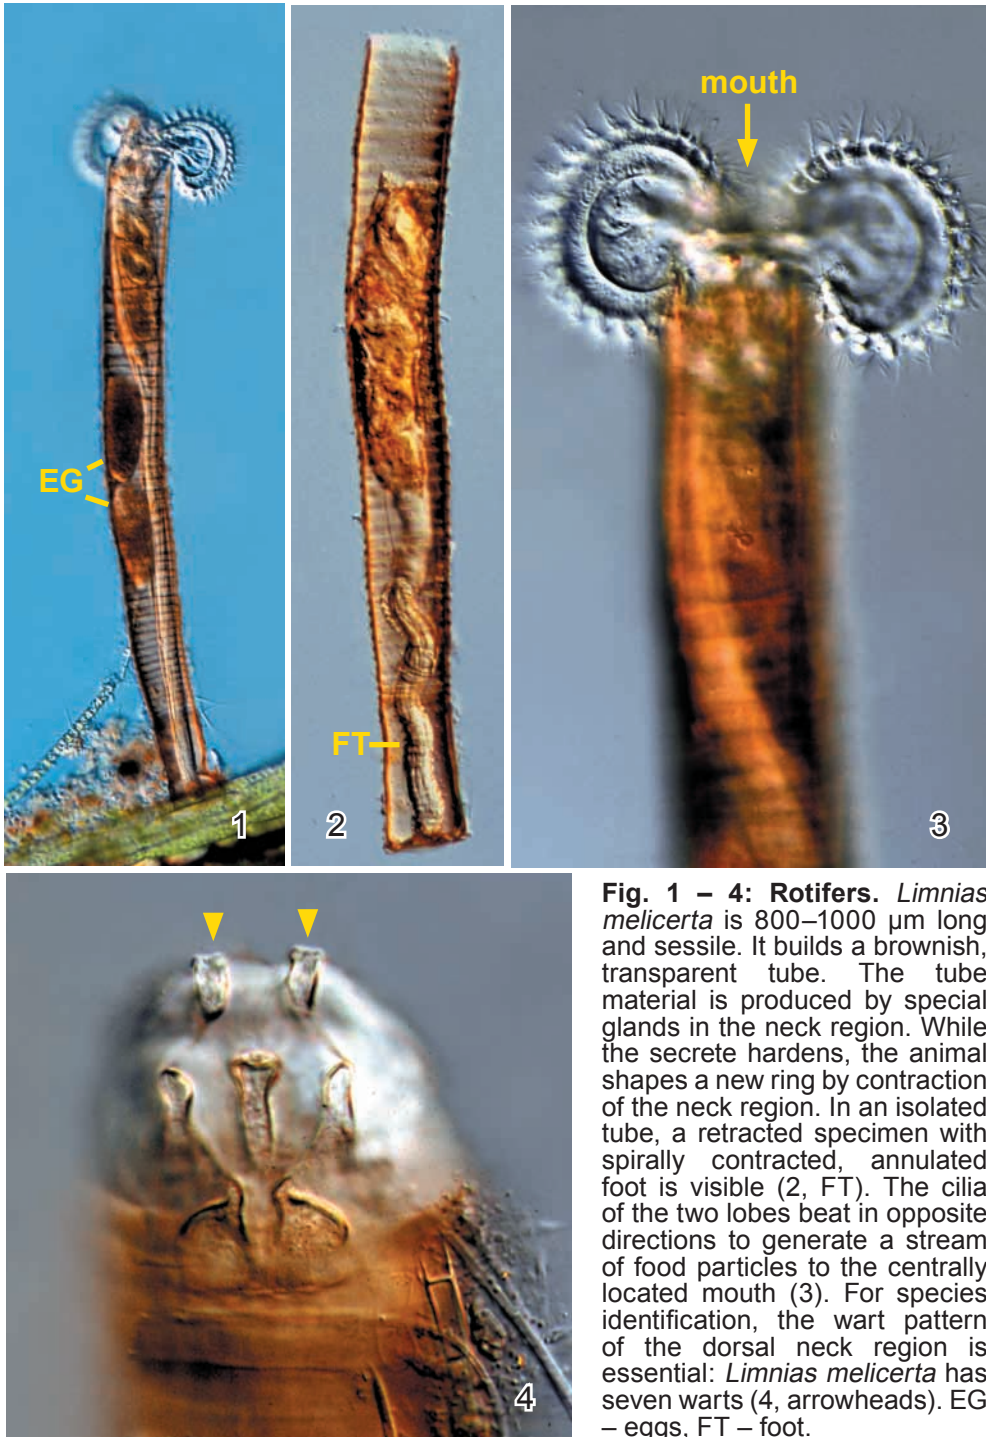 mouth
EG
FT
1
2
3
4
Fig. 1 – 4: Rotifers. Limnias
melicerta is 800–1000 µm long
and sessile. It builds a brownish,
transparent tube. The tube
material is produced by special
glands in the neck region. While
the secrete hardens, the animal
shapes a new ring by contraction
of the neck region. In an isolated
tube, a retracted specimen with
spirally contracted, annulated
foot is visible (2, FT). The cilia
of the two lobes beat in opposite
directions to generate a stream
of food particles to the centrally
located mouth (3). For species
identification, the wart pattern
of the dorsal neck region is
essential: Limnias melicerta has
seven warts (4, arrowheads). EG
– eggs, FT – foot.